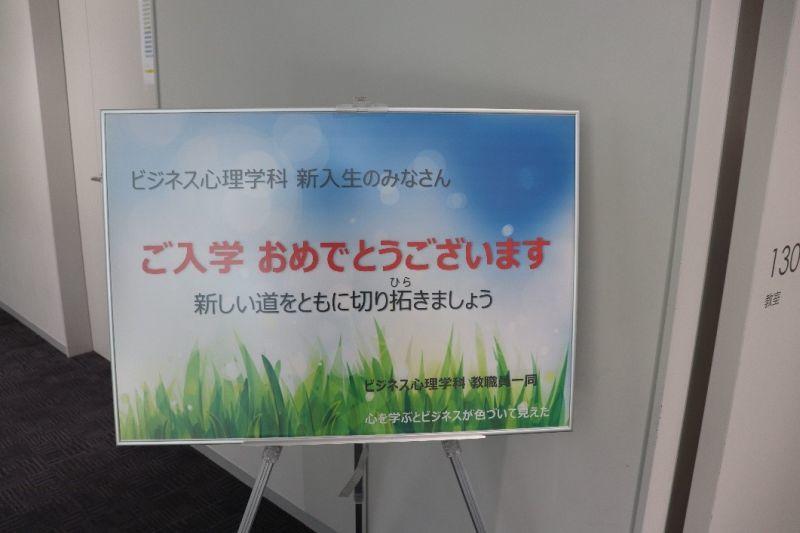 ビジネス心理学科 新入生のみなさん
ご入学 おめでとうございます
ひら
新しい道をともに切り拓きましょう
ビジネス心理学科 教職員一同
心を学ぶとビジネスが色づいて見えた
130
教室